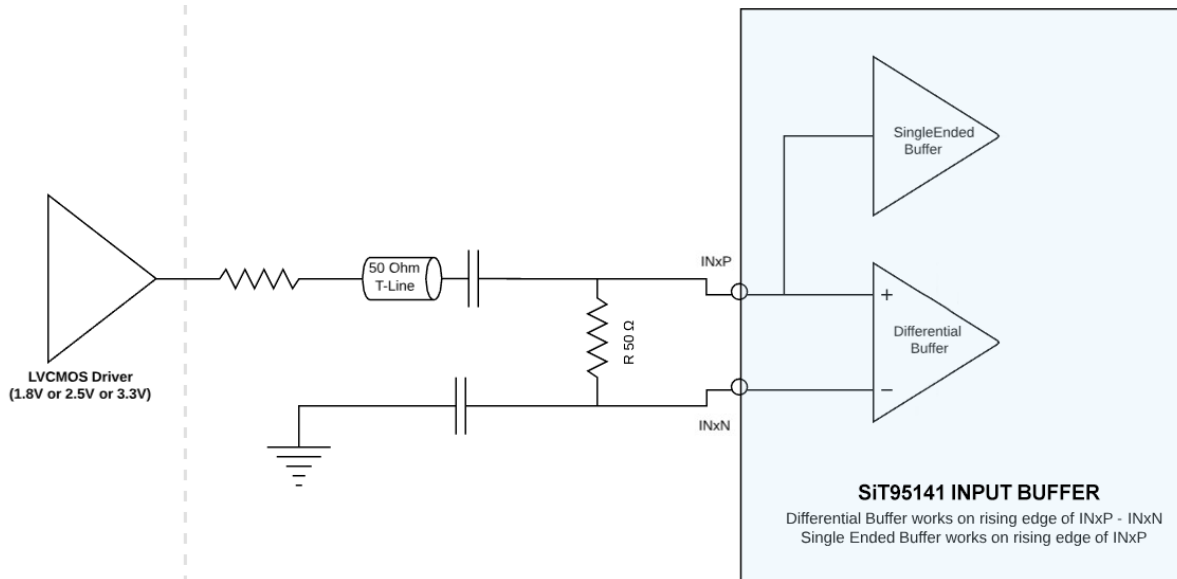 SingleEnded
Buffer
INxP
50 Ohm
T-Line
+
Differential
Buffer
−
R 50 Ω
LVCMOS Driver
(1.8V or 2.5V or 3.3V)
INxN
SiT95141 INPUT BUFFER
Differential Buffer works on rising edge of INxP - INxN
Single Ended Buffer works on rising edge of INxP